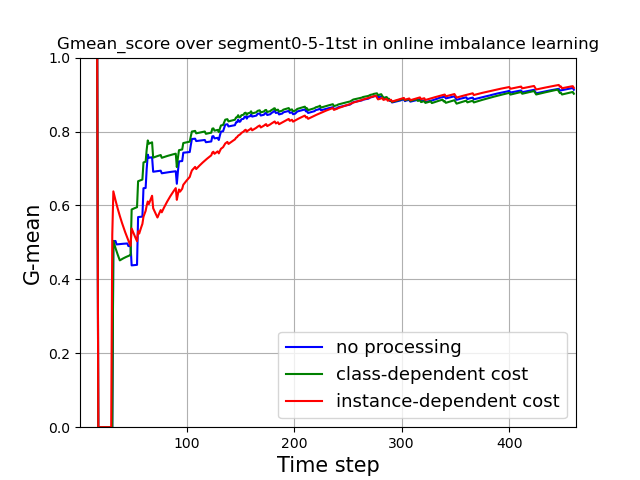 Gmean_score over segment0-5-1tst in online imbalance learning
1.0
0.8
0.6
0.4
0.2
0.0
G-mean
no processing
class-dependent cost
instance-dependent cost
100 200 300 400
Time step